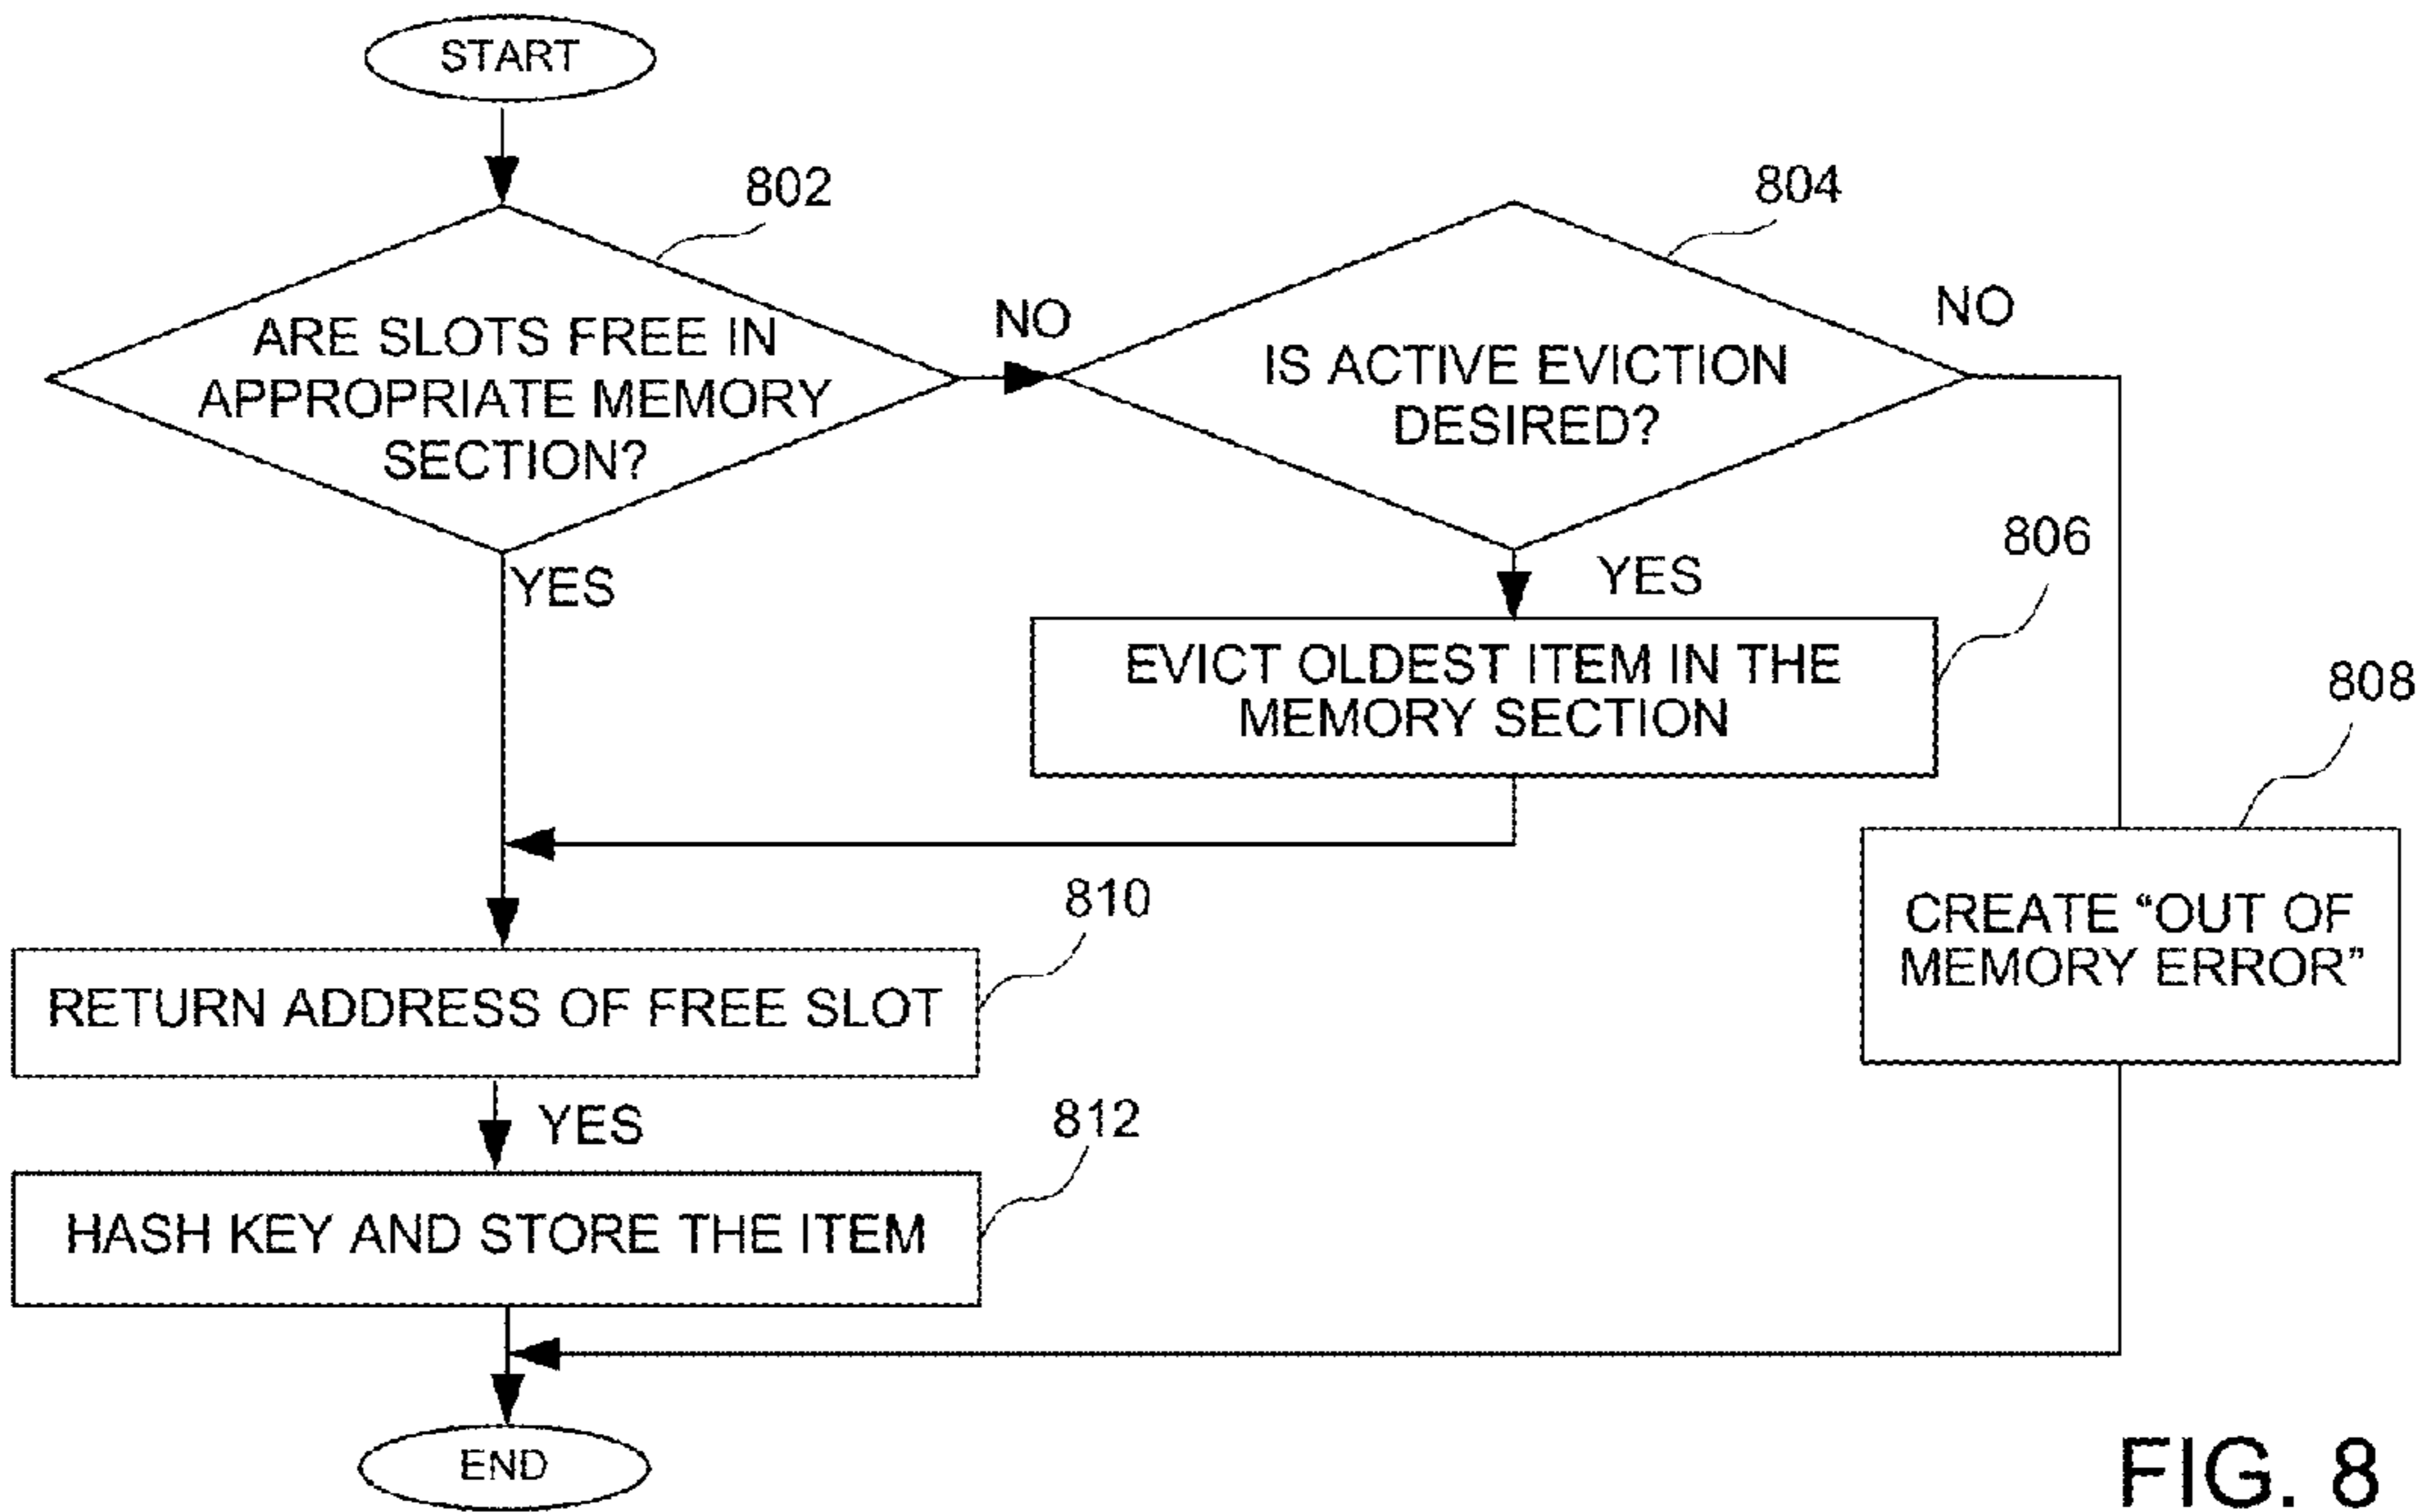 START
802
ARE SLOTS FREE IN
APPROPRIATE MEMORY
SECTION?
NO
804
IS ACTIVE EVICTION
DESIRED?
NO
YES
YES
806
EVICT OLDEST ITEM IN THE
MEMORY SECTION
808
CREATE “OUT OF
MEMORY ERROR”
810
RETURN ADDRESS OF FREE SLOT
YES
812
HASH KEY AND STORE THE ITEM
END
FIG. 8